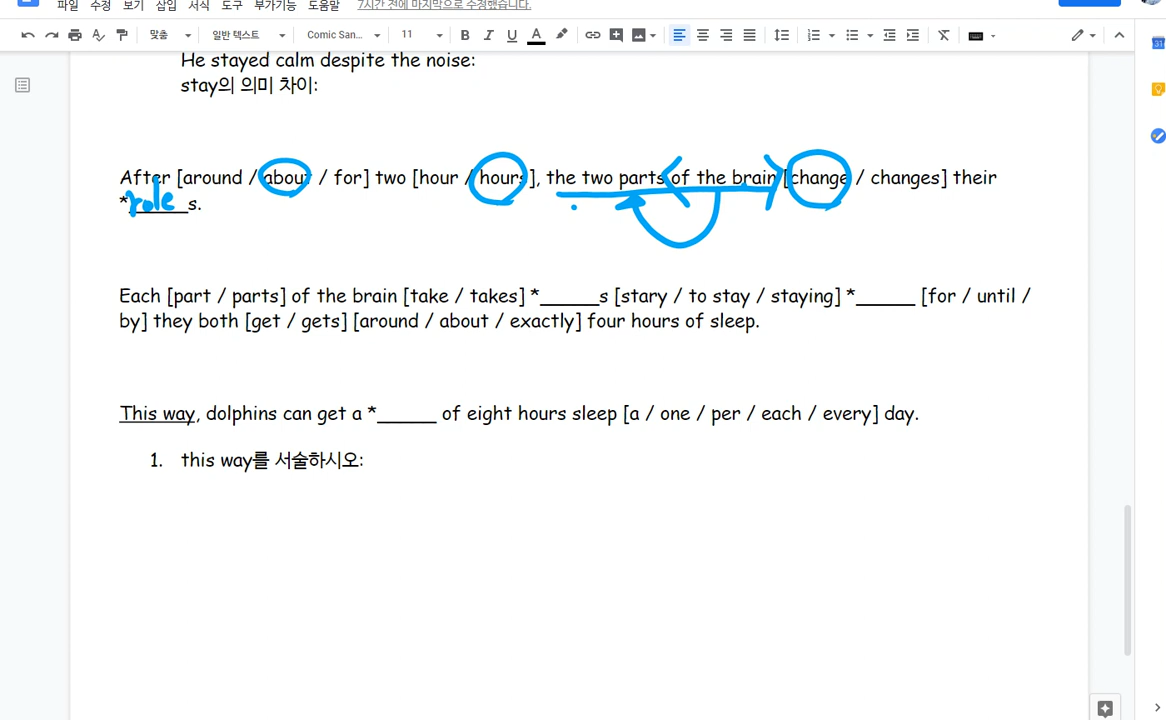 파일 수정 보기 삽입 서식 도구 부가기능 도움말 7시간 전에 마지막으로 수정했습니다.
맞춤 일반 텍스트 Comic San... 11 B I U A
He stayed calm despite the noise:
stay의 의미 차이:
After [around / about / for] two [hour / hours], the two parts of the brain [change / changes] their
*role______s.
Each [part / parts] of the brain [take / takes] *______s [stary / to stay / staying] *______ [for / until /
by] they both [get / gets] [around / about / exactly] four hours of sleep.
This way, dolphins can get a *______ of eight hours sleep [a / one / per / each / every] day.
1. this way를 서술하시오: